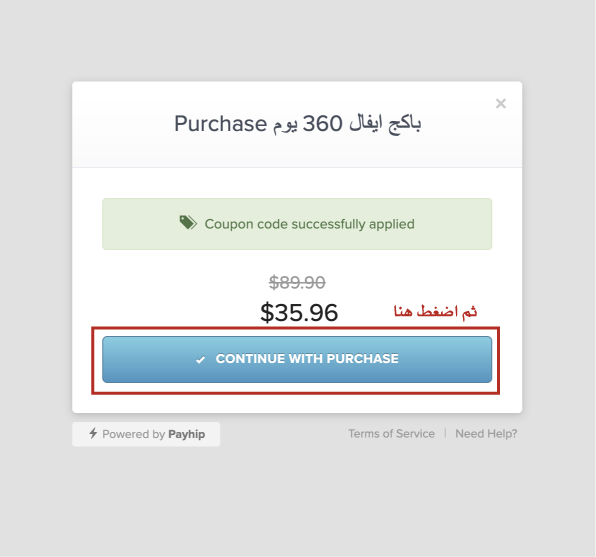 ×
Purchase باكج ايفال 360 يوم
Coupon code successfully applied
$89.90
$35.96
ثم اضغط هنا
CONTINUE WITH PURCHASE
Powered by Payhip
Terms of Service | Need Help?